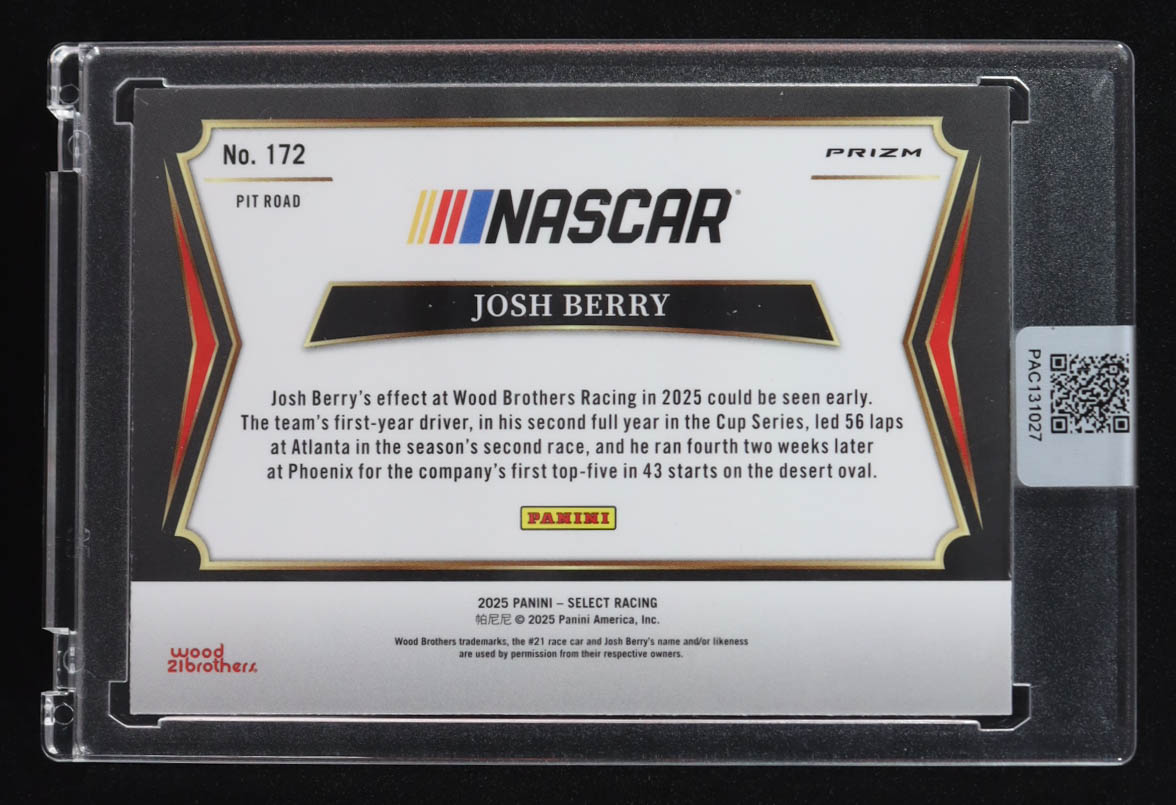 No. 172
PRIZM
PIT ROAD
NASCAR
JOSH BERRY
Josh Berry's effect at Wood Brothers Racing in 2025 could be seen early.
The team's first-year driver, in his second full year in the Cup Series, led 56 laps
at Atlanta in the season's second race, and he ran fourth two weeks later
at Phoenix for the company's first top-five in 43 starts on the desert oval.
PANINI
2025 PANINI – SELECT RACING
帕尼尼 © 2025 Panini America, Inc.
Wood Brothers trademarks, the #21 race car and Josh Berry's name and/or likeness
are used by permission from their respective owners.
wood
21brothers
PAC131027